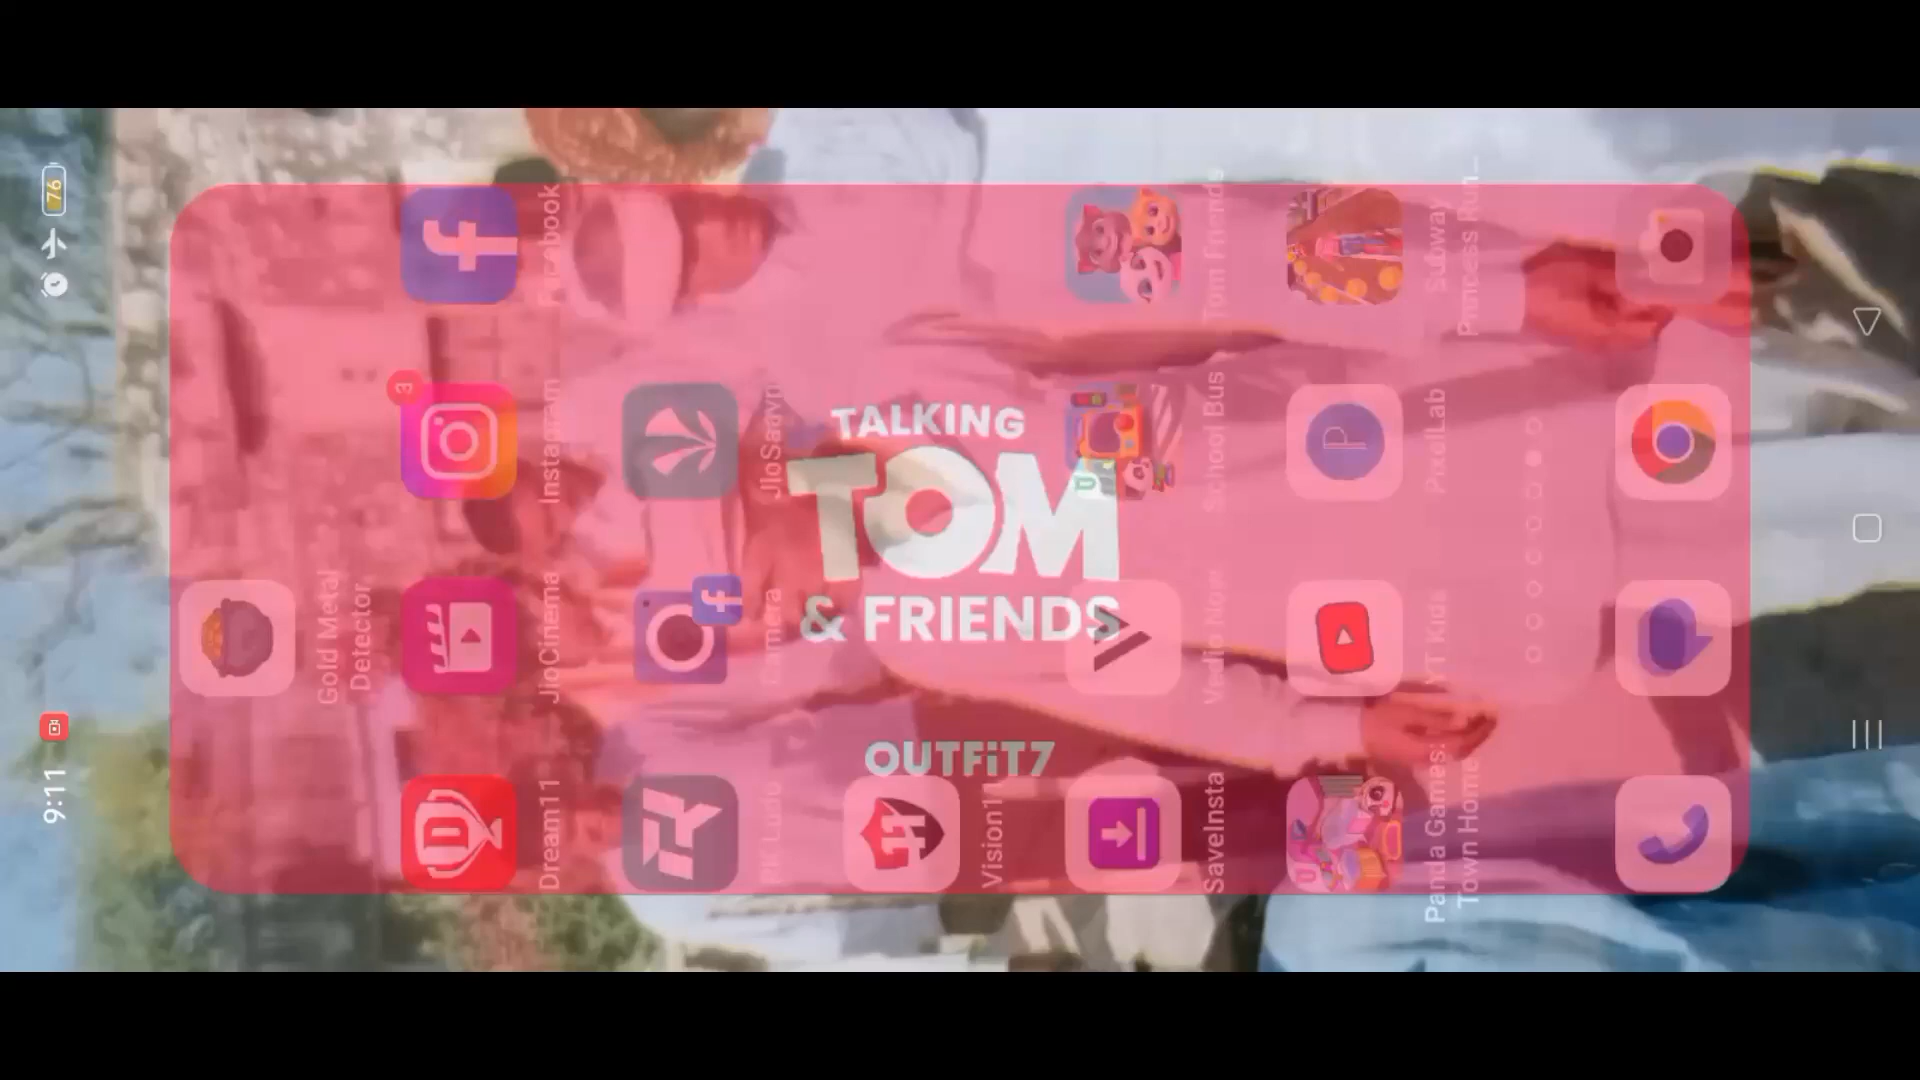 TALKING
TOM
& FRIENDS
OUTFiT7
9:11
76
Facebook
Tom Friends
Subway
Princess Run...
3
Instagram
JioSaavn
School Bus
PixelLab
Gold Metal
Detector
JioCinema
YT Kids
Dream11
Vision11
SaveInsta
Panda Games:
Town Home